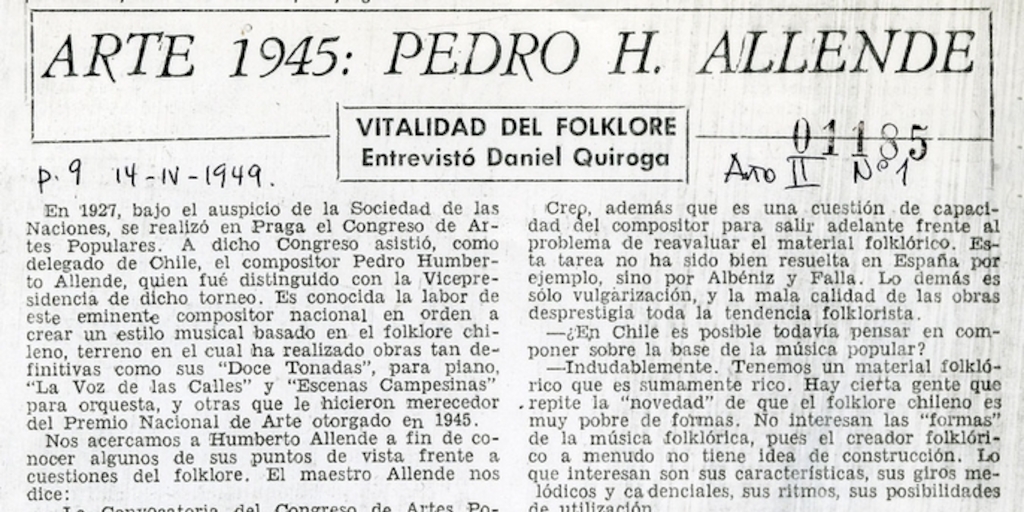 ARTE 1945: PEDRO H. ALLENDE
VITALIDAD DEL FOLKLORE
Entrevistó Daniel Quiroga
01185
p. 9 14-IV-1949.
Año II Nº 1
En 1927, bajo el auspicio de la Sociedad de las
Naciones, se realizó en Praga el Congreso de Ar-
tes Populares. A dicho Congreso asistió, como
delegado de Chile, el compositor Pedro Humber-
to Allende, quien fué distinguido con la Vicepre-
sidencia de dicho torneo. Es conocida la labor de
este eminente compositor nacional en orden a
crear un estilo musical basado en el folklore chi-
leno, terreno en el cual ha realizado obras tan de-
finitivas como sus "Doce Tonadas", para piano,
"La Voz de las Calles" y "Escenas Campesinas"
para orquesta, y otras que le hicieron merecedor
del Premio Nacional de Arte otorgado en 1945.
Nos acercamos a Humberto Allende a fin de co-
nocer algunos de sus puntos de vista frente a
cuestiones del folklore. El maestro Allende nos
dice:
La Convocatoria del Congreso de Artes Po-
Creo, además que es una cuestión de capaci-
dad del compositor para salir adelante frente al
problema de reavaluar el material folklórico. Es-
ta tarea no ha sido bien resuelta en España por
ejemplo, sino por Albéniz y Falla. Lo demás es
sólo vulgarización, y la mala calidad de las obras
desprestigia toda la tendencia folklorista.
—¿En Chile es posible todavía pensar en com-
poner sobre la base de la música popular?
—Indudablemente. Tenemos un material folkló-
rico que es sumamente rico. Hay cierta gente que
repite la "novedad" de que el folklore chileno es
muy pobre de formas. No interesan las "formas"
de la música folklórica, pues el creador folklóri-
co a menudo no tiene idea de construcción. Lo
que interesan son sus características, sus giros me-
lódicos y cadenciales, sus ritmos, sus posibilidades
de utilización.